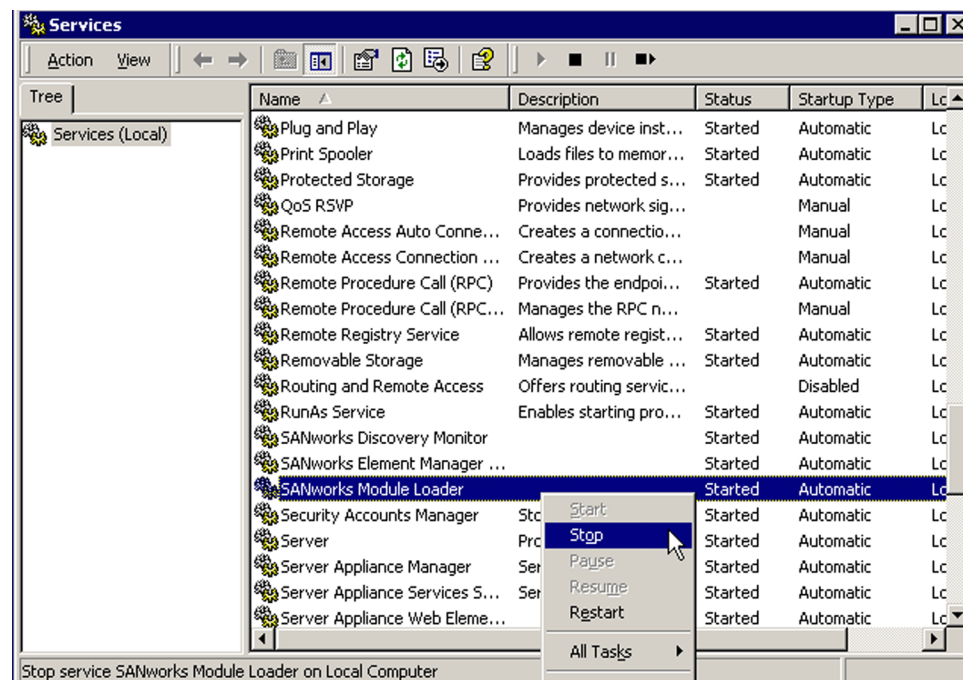 Services
Action View
Tree
Name Description Status Startup Type Lc
Services (Local)
Plug and Play Manages device inst... Started Automatic Lc
Print Spooler Loads files to memor... Started Automatic Lc
Protected Storage Provides protected s... Started Automatic Lc
QoS RSVP Provides network sig... Manual Lc
Remote Access Auto Conne... Creates a connectio... Manual Lc
Remote Access Connection ... Creates a network c... Manual Lc
Remote Procedure Call (RPC) Provides the endpoi... Started Automatic Lc
Remote Procedure Call (RPC... Manages the RPC n... Manual Lc
Remote Registry Service Allows remote regist... Started Automatic Lc
Removable Storage Manages removable ... Started Automatic Lc
Routing and Remote Access Offers routing servic... Disabled Lc
RunAs Service Enables starting pro... Started Automatic Lc
SANworks Discovery Monitor Started Automatic Lc
SANworks Element Manager ... Started Automatic Lc
SANworks Module Loader Started Automatic Lc
Security Accounts Manager Stc Started Automatic Lc
Server Prc Started Automatic Lc
Server Appliance Manager Ser Started Automatic Lc
Server Appliance Services S... Ser Started Automatic Lc
Server Appliance Web Eleme... Started Automatic Lc
Start
Stop
Pause
Resume
Restart
All Tasks
Stop service SANworks Module Loader on Local Computer